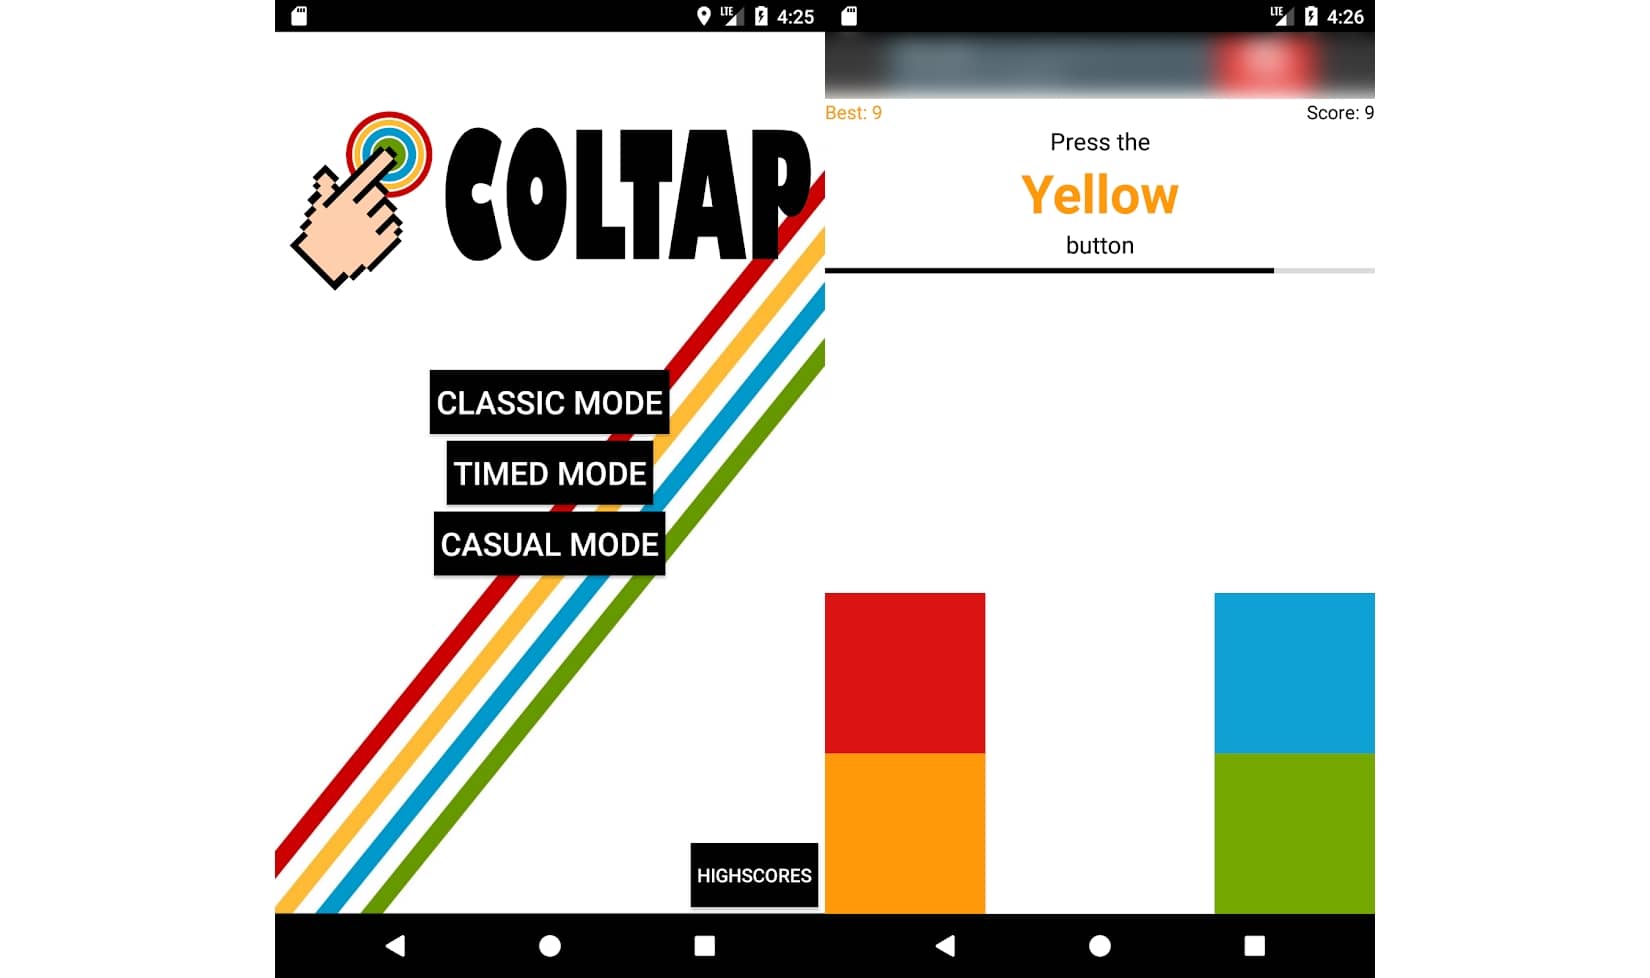 LTE 4:25
COLTAP
CLASSIC MODE
TIMED MODE
CASUAL MODE
HIGHSCORES
LTE 4:26
Best: 9 Score: 9
Press the
Yellow
button